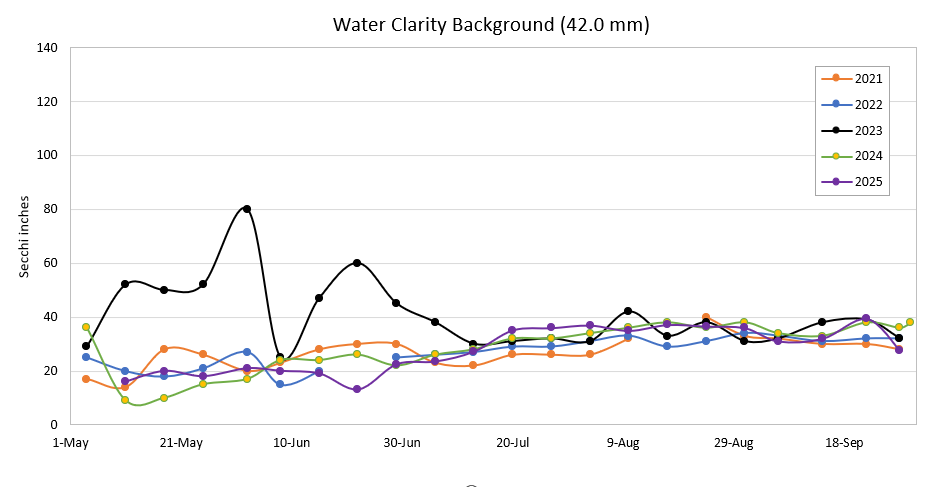 Water Clarity Background (42.0 mm)
140
120
100
80
60
40
20
0
Secchi inches
1-May
21-May
10-Jun
30-Jun
20-Jul
9-Aug
29-Aug
18-Sep
2021
2022
2023
2024
2025